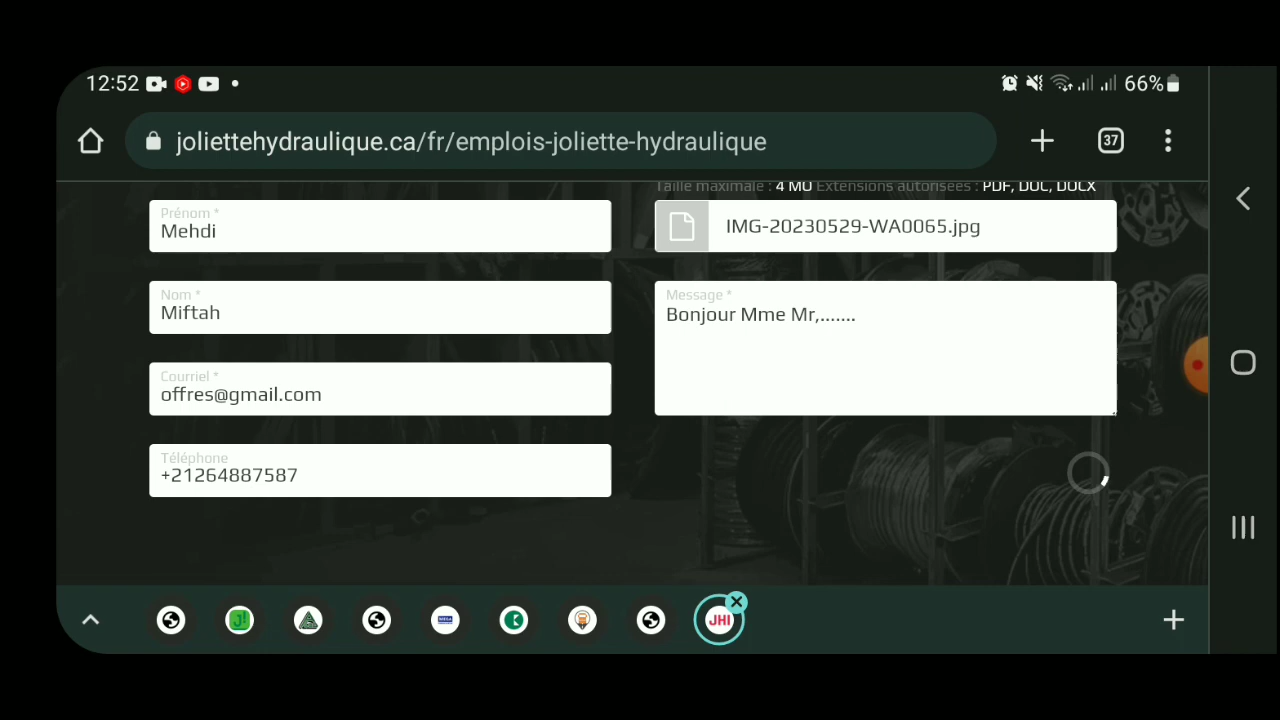 12:52
66%
joliettehydraulique.ca/fr/emplois-joliette-hydraulique
37
Taille maximale : 4 MO Extensions autorisées : PDF, DOC, DOCX
Prénom *
Mehdi
IMG-20230529-WA0065.jpg
Nom *
Miftah
Message *
Bonjour Mme Mr,.......
Courriel *
offres@gmail.com
Téléphone
+21264887587
J!
K
JHI